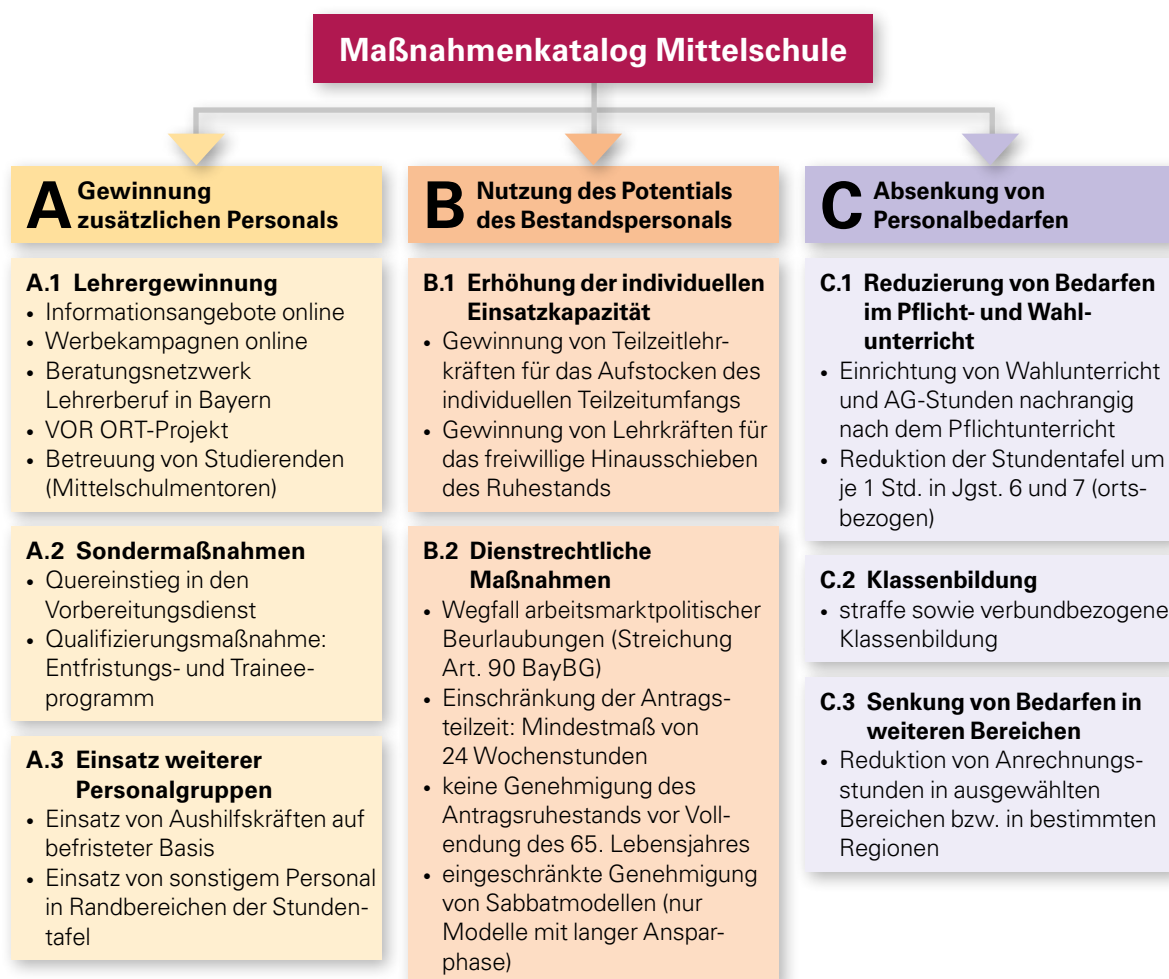 Maßnahmenkatalog Mittelschule
A Gewinnung
zusätzlichen Personals
A.1 Lehrergewinnung
• Informationsangebote online
• Werbekampagnen online
• Beratungsnetzwerk
Lehrerberuf in Bayern
• VOR ORT-Projekt
• Betreuung von Studierenden
(Mittelschulmentoren)
A.2 Sondermaßnahmen
• Quereinstieg in den
Vorbereitungsdienst
• Qualifizierungsmaßnahme:
Entfristungs- und Trainee-
programm
A.3 Einsatz weiterer
Personalgruppen
• Einsatz von Aushilfskräften auf
befristeter Basis
• Einsatz von sonstigem Personal
in Randbereichen der Stunden-
tafel
B Nutzung des Potentials
des Bestandspersonals
B.1 Erhöhung der individuellen
Einsatzkapazität
• Gewinnung von Teilzeitlehr-
kräften für das Aufstocken des
individuellen Teilzeitumfangs
• Gewinnung von Lehrkräften für
das freiwillige Hinausschieben
des Ruhestands
B.2 Dienstrechtliche
Maßnahmen
• Wegfall arbeitsmarktpolitischer
Beurlaubungen (Streichung
Art. 90 BayBG)
• Einschränkung der Antrags-
teilzeit: Mindestmaß von
24 Wochenstunden
• keine Genehmigung des
Antragsruhestands vor Voll-
endung des 65. Lebensjahres
• eingeschränkte Genehmigung
von Sabbatmodellen (nur
Modelle mit langer Anspar-
phase)
C Absenkung von
Personalbedarfen
C.1 Reduzierung von Bedarfen
im Pflicht- und Wahl-
unterricht
• Einrichtung von Wahlunterricht
und AG-Stunden nachrangig
nach dem Pflichtunterricht
• Reduktion der Stundentafel um
je 1 Std. in Jgst. 6 und 7 (orts-
bezogen)
C.2 Klassenbildung
• straffe sowie verbundbezogene
Klassenbildung
C.3 Senkung von Bedarfen in
weiteren Bereichen
• Reduktion von Anrechnungs-
stunden in ausgewählten
Bereichen bzw. in bestimmten
Regionen